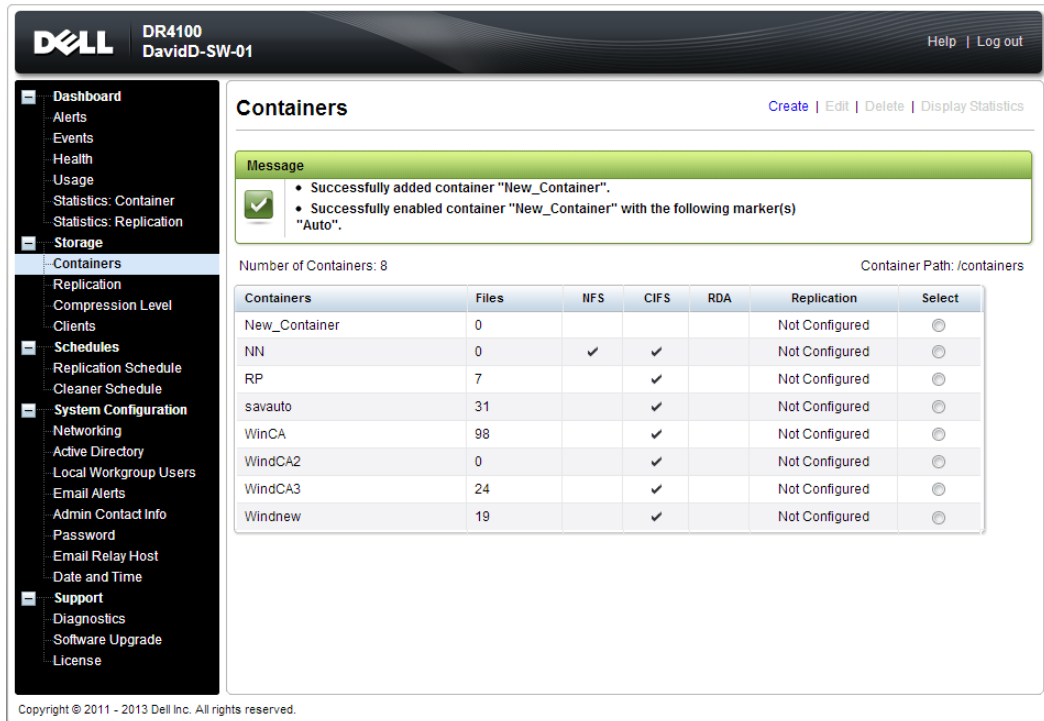 DELL
DR4100
DavidD-SW-01
Help | Log out
Dashboard
Alerts
Events
Health
Usage
Statistics: Container
Statistics: Replication
Storage
Containers
Replication
Compression Level
Clients
Schedules
Replication Schedule
Cleaner Schedule
System Configuration
Networking
Active Directory
Local Workgroup Users
Email Alerts
Admin Contact Info
Password
Email Relay Host
Date and Time
Support
Diagnostics
Software Upgrade
License
Containers
Create | Edit | Delete | Display Statistics
Message
• Successfully added container "New_Container".
• Successfully enabled container "New_Container" with the following marker(s)
"Auto".
Number of Containers: 8 Container Path: /containers
Containers Files NFS CIFS RDA Replication Select
New_Container 0 Not Configured
NN 0 ✔ ✔ Not Configured
RP 7 ✔ Not Configured
savauto 31 ✔ Not Configured
WinCA 98 ✔ Not Configured
WindCA2 0 ✔ Not Configured
WindCA3 24 ✔ Not Configured
Windnew 19 ✔ Not Configured
Copyright © 2011 - 2013 Dell Inc. All rights reserved.